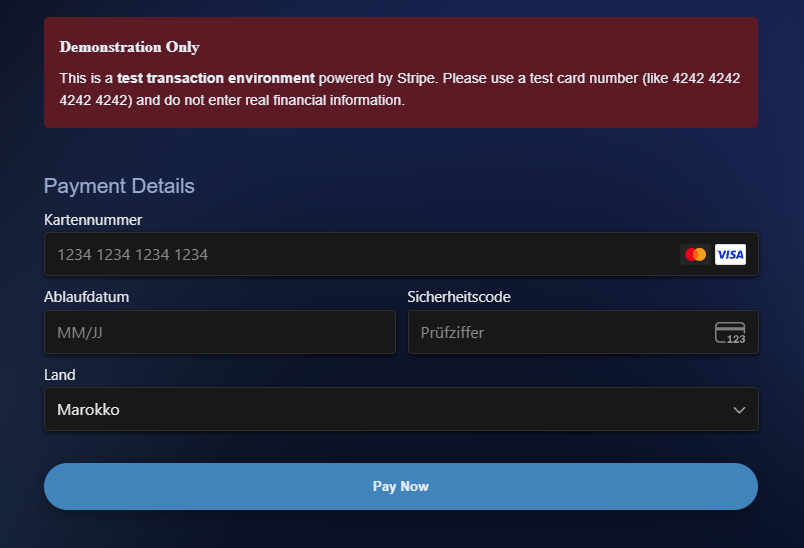 Demonstration Only
This is a test transaction environment powered by Stripe. Please use a test card number (like 4242 4242
4242 4242) and do not enter real financial information.
Payment Details
Kartennummer
1234 1234 1234 1234
VISA
Ablaufdatum
Sicherheitscode
MM/JJ
Prüfziffer
123
Land
Marokko
Pay Now